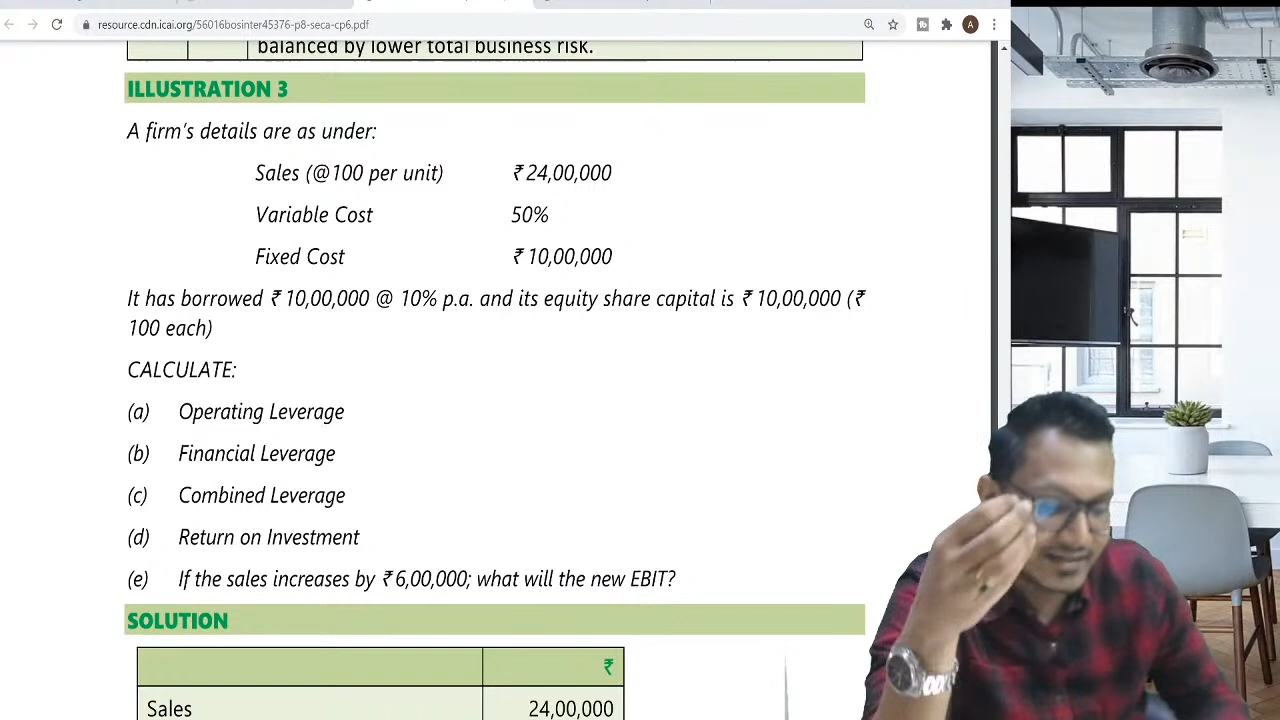 resource.cdn.icai.org/56016bosinter45376-p8-seca-cp6.pdf
A
balanced by lower total business risk.
ILLUSTRATION 3
A firm's details are as under:
Sales (@100 per unit) ₹ 24,00,000
Variable Cost 50%
Fixed Cost ₹ 10,00,000
It has borrowed ₹ 10,00,000 @ 10% p.a. and its equity share capital is ₹ 10,00,000 (₹
100 each)
CALCULATE:
(a) Operating Leverage
(b) Financial Leverage
(c) Combined Leverage
(d) Return on Investment
(e) If the sales increases by ₹ 6,00,000; what will the new EBIT?
SOLUTION
₹
Sales 24,00,000